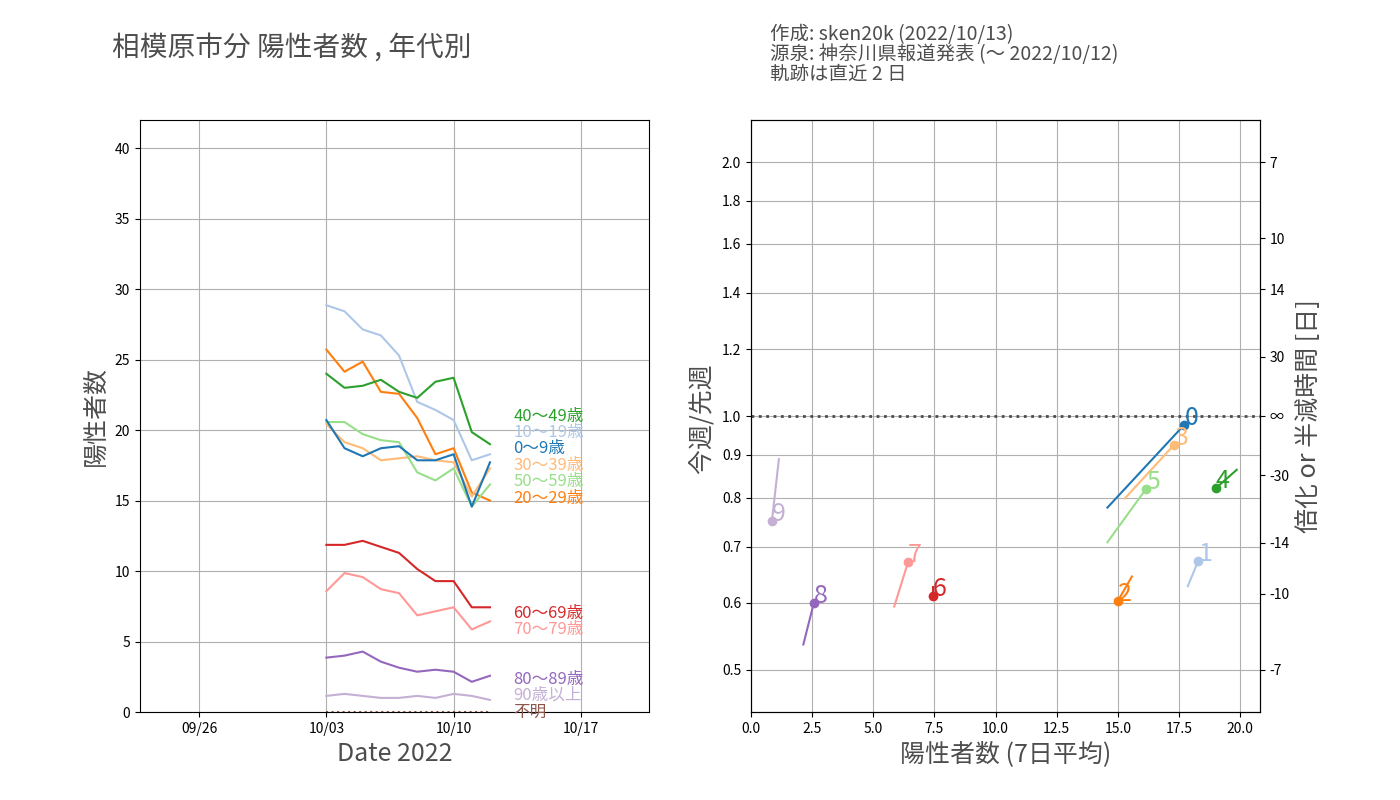 相模原市分 陽性者数 , 年代別
作成: sken20k (2022/10/13)
源泉: 神奈川県報道発表 (～ 2022/10/12)
軌跡は直近 2 日
陽性者数
40
35
30
25
20
15
10
5
0
09/26
10/03
10/10
10/17
Date 2022
40～49歳
10～19歳
0～9歳
30～39歳
50～59歳
20～29歳
60～69歳
70～79歳
80～89歳
90歳以上
不明
今週/先週
2.0
1.8
1.6
1.4
1.2
1.0
0.9
0.8
0.7
0.6
0.5
0
3
4
5
9
7
1
6
2
8
0.0
2.5
5.0
7.5
10.0
12.5
15.0
17.5
20.0
陽性者数 (7日平均)
7
10
14
30
∞
-30
-14
-10
-7
倍化 or 半減時間 [日]